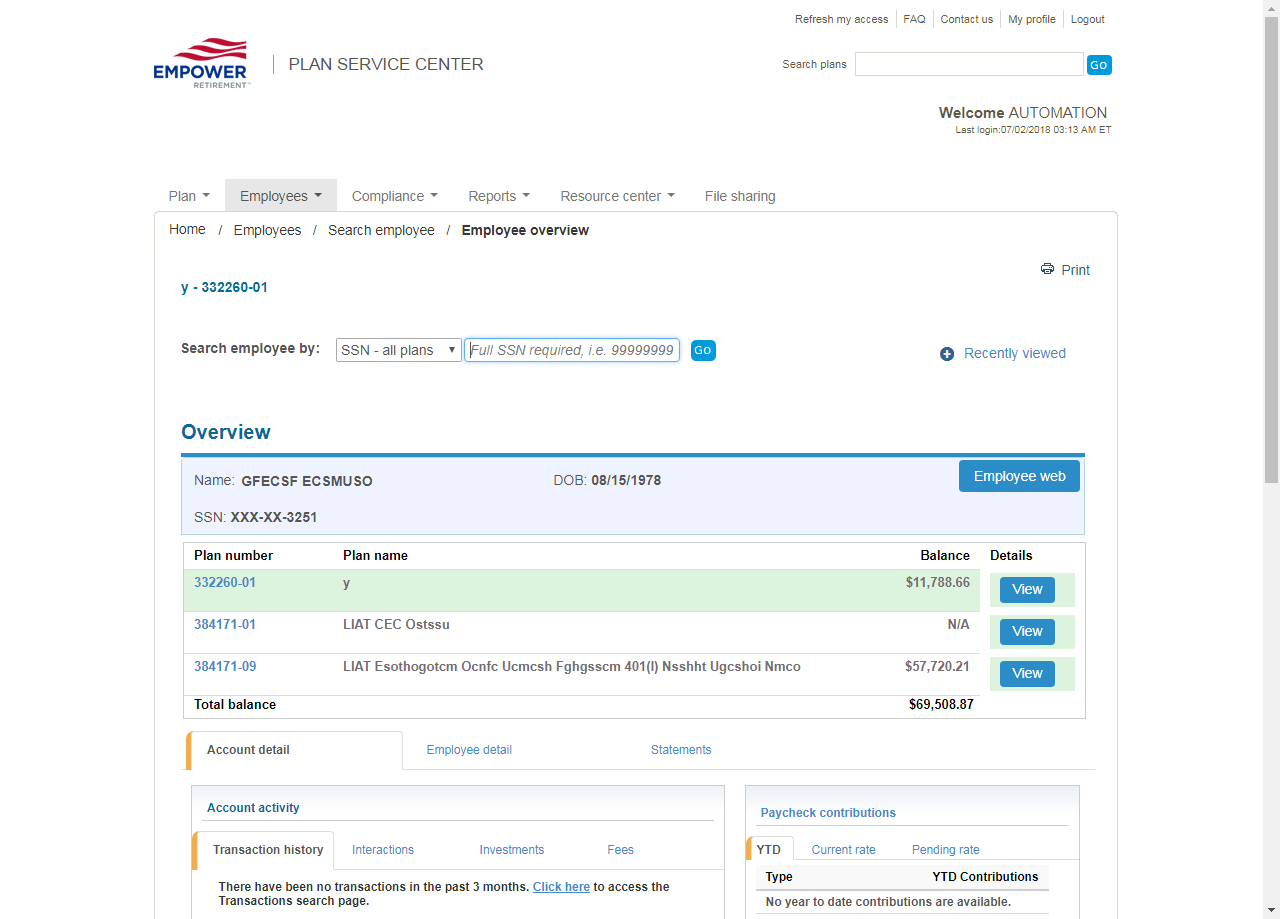 Refresh my access FAQ Contact us My profile Logout
EMPOWER
RETIREMENT™
PLAN SERVICE CENTER
Search plans GO
Welcome AUTOMATION
Last login:07/02/2018 03:13 AM ET
Plan Employees Compliance Reports Resource center File sharing
Home / Employees / Search employee / Employee overview
Print
y - 332260-01
Search employee by: SSN - all plans Full SSN required, i.e. 99999999 GO
Recently viewed
Overview
Name: GFECSF ECSMUSO DOB: 08/15/1978 Employee web
SSN: XXX-XX-3251
Plan number Plan name Balance Details
332260-01 y $11,788.66 View
384171-01 LIAT CEC Ostssu N/A View
384171-09 LIAT Esothogotcm Ocnfc Ucmcsh Fghgsscm 401(l) Nsshht Ugcshoi Nmco $57,720.21 View
Total balance $69,508.87
Account detail Employee detail Statements
Account activity
Transaction history Interactions Investments Fees
There have been no transactions in the past 3 months. Click here to access the
Transactions search page.
Paycheck contributions
YTD Current rate Pending rate
Type YTD Contributions
No year to date contributions are available.